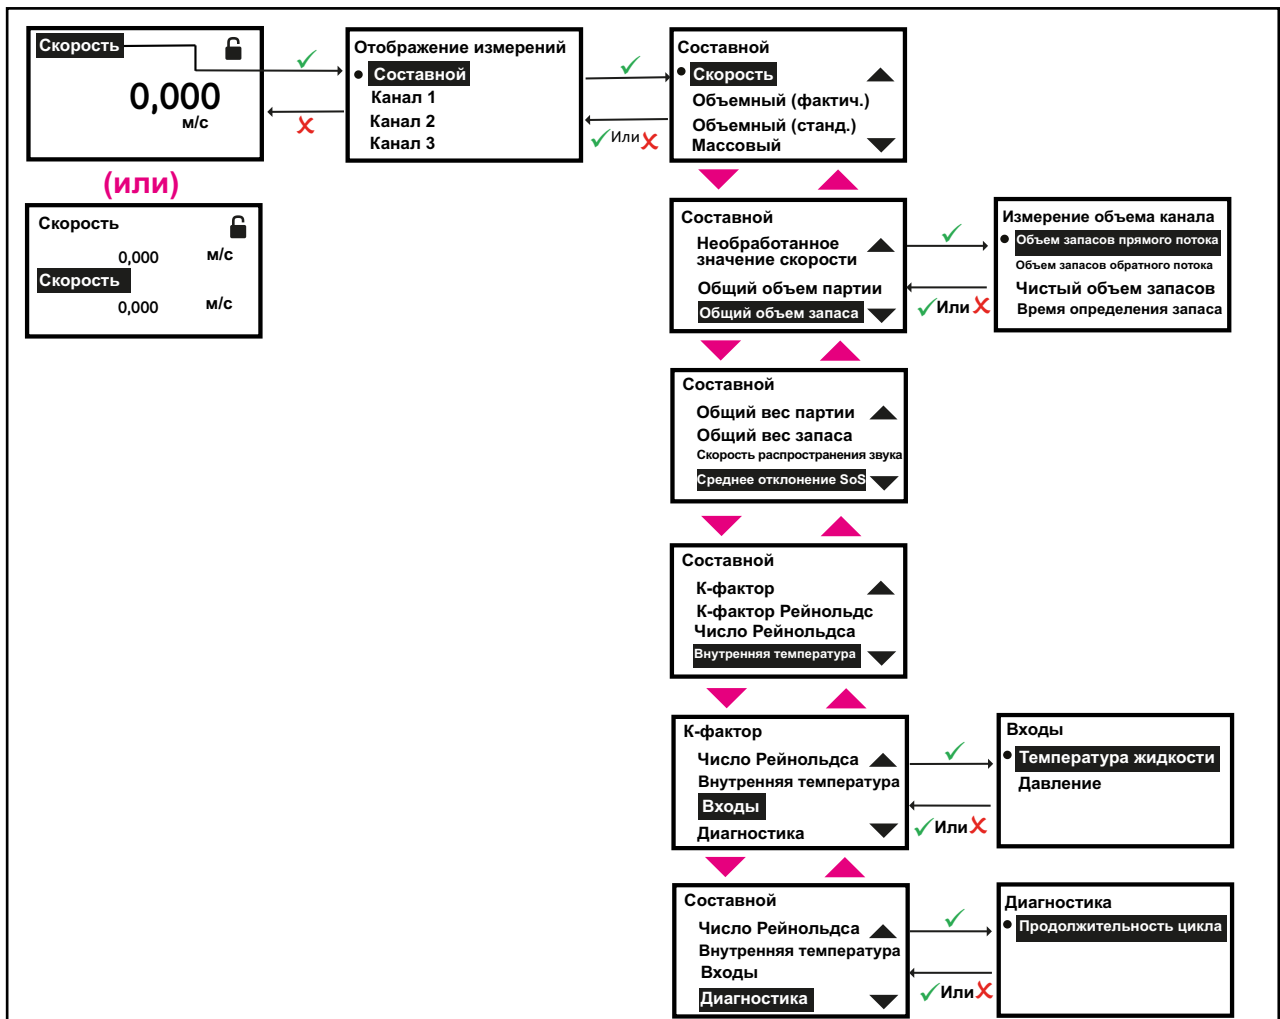 Скорость
0,000
м/с
(или)
Скорость
0,000 м/с
Скорость
0,000 м/с
Отображение измерений
Составной
Канал 1
Канал 2
Канал 3
Или
Составной
Скорость
Объемный (фактич.)
Объемный (станд.)
Массовый
Составной
Необработанное
значение скорости
Общий объем партии
Общий объем запаса
Или
Измерение объема канала
Объем запасов прямого потока
Объем запасов обратного потока
Чистый объем запасов
Время определения запаса
Составной
Общий вес партии
Общий вес запаса
Скорость распространения звука
Среднее отклонение SoS
Составной
К-фактор
К-фактор Рейнольдс
Число Рейнольдса
Внутренняя температура
К-фактор
Число Рейнольдса
Внутренняя температура
Входы
Диагностика
Или
Входы
Температура жидкости
Давление
Составной
Число Рейнольдса
Внутренняя температура
Входы
Диагностика
Или
Диагностика
Продолжительность цикла